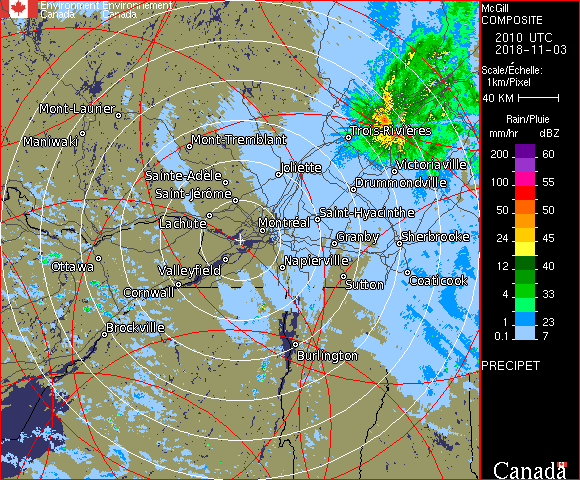 Environment Environnement
Canada Canada
McGill
COMPOSITE
2010 UTC
2018-11-03
Scale/Échelle:
1km/Pixel
40 KM
Rain/Pluie
mm/hr dBZ
200 60
100 55
50 50
24 45
12 40
4 33
1 23
0.1 7
PRECIPET
Canada
Mont-Laurier
Maniwaki
Mont-Tremblant
Trois-Rivières
Joliette
Victoriaville
Sainte-Adèle
Drummondville
Saint-Jérôme
Saint-Hyacinthe
Lachute
Montréal
Granby
Sherbrooke
Ottawa
Valleyfield
Napierville
Coaticook
Sutton
Cornwall
Brockville
Burlington